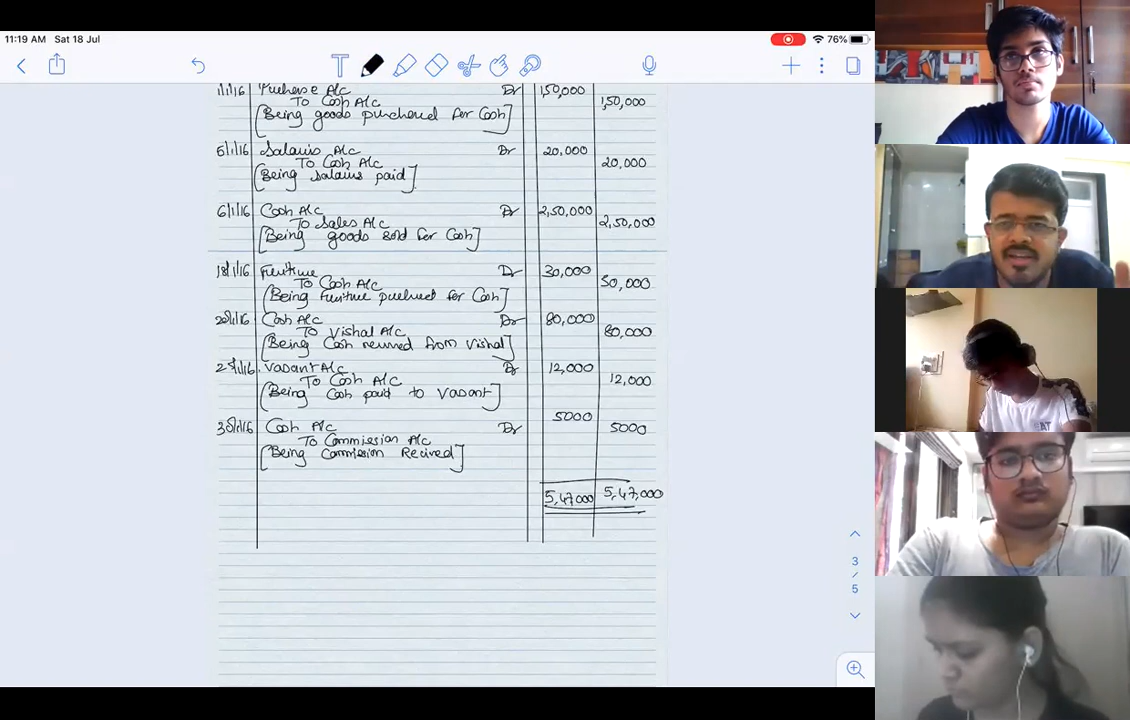 11:19 AM Sat 18 Jul 76%
1/1/16 Purchase A/c Dr 1,50,000
To Cash A/c 1,50,000
[Being goods purchased for Cash]
5/1/16 Salaries A/c Dr 20,000
To Cash A/c 20,000
[Being Salaries paid]
6/1/16 Cash A/c Dr 2,50,000
To Sales A/c 2,50,000
[Being goods sold for Cash]
18/1/16 Furniture Dr 30,000
To Cash A/c 30,000
[Being Furniture purchased for Cash]
20/1/16 Cash A/c Dr 80,000
To Vishal A/c 80,000
[Being Cash received from Vishal]
Vasant A/c Dr 12,000
To Cash A/c 12,000
[Being Cash paid to Vasant]
30/1/16 Cash A/c Dr 5000
To Commission A/c 5000
[Being Commission Recived]
5,47,000 5,47,000
3
/
5